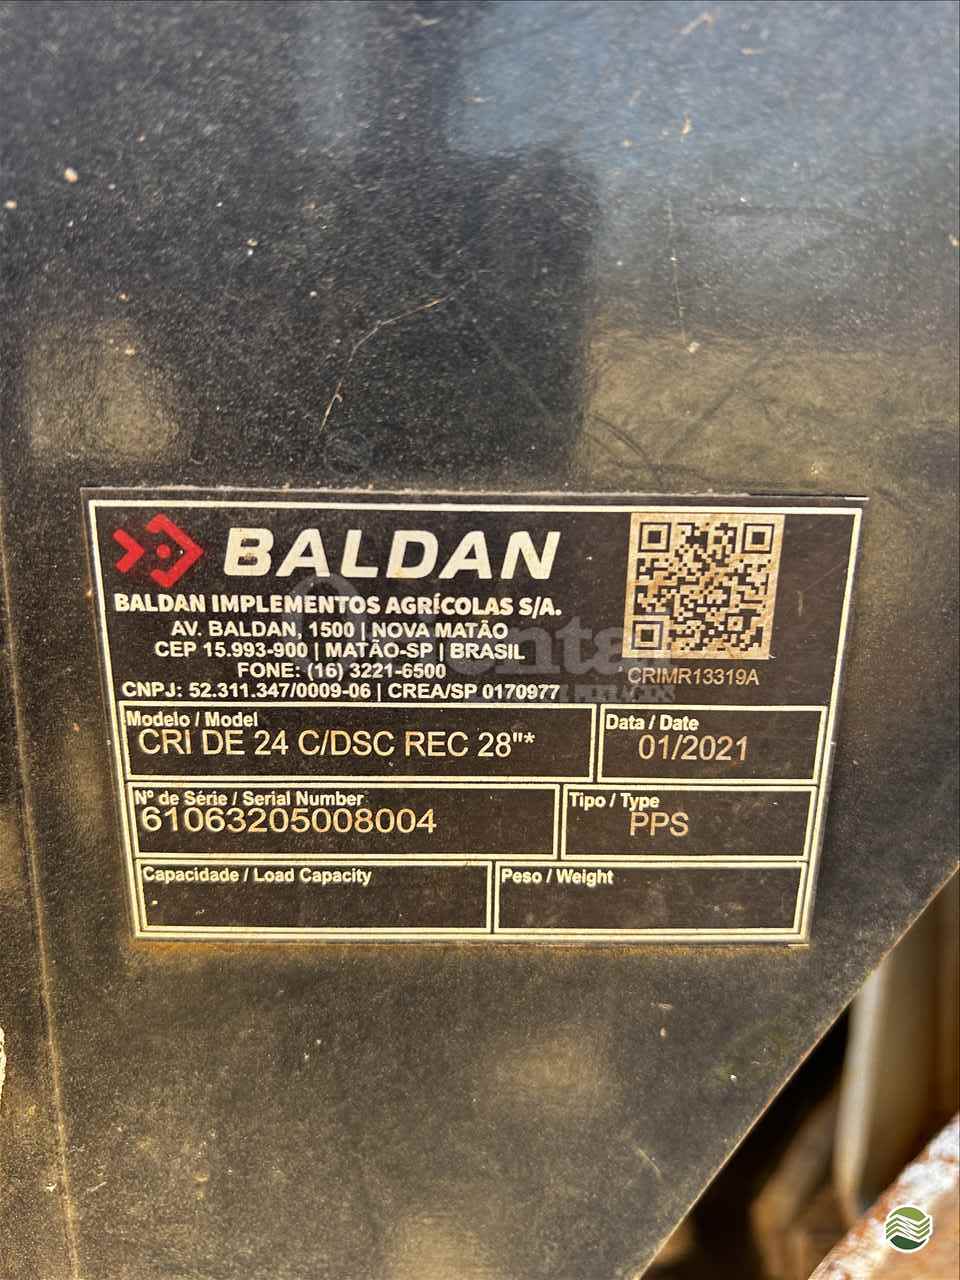 BALDAN
BALDAN IMPLEMENTOS AGRÍCOLAS S/A.
AV. BALDAN, 1500 | NOVA MATÃO
CEP 15.993-900 | MATÃO-SP | BRASIL
FONE: (16) 3221-6500
CNPJ: 52.311.347/0009-06 | CREA/SP 0170977
CRIMR13319A
Modelo / Model
CRI DE 24 C/DSC REC 28"*
Data / Date
01/2021
Nº de Série / Serial Number
61063205008004
Tipo / Type
PPS
Capacidade / Load Capacity
Peso / Weight